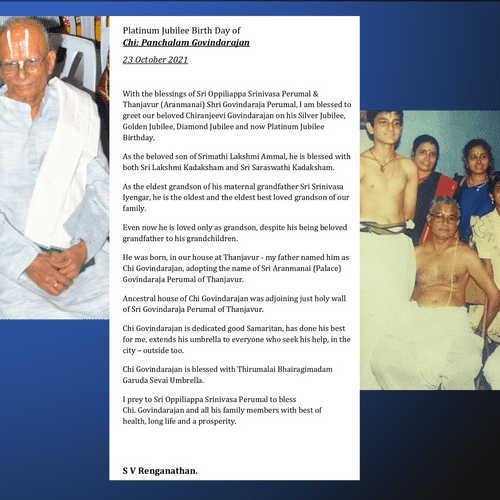 Platinum Jubilee Birth Day of
Chi: Panchalam Govindarajan
23 October 2021
With the blessings of Sri Oppiliappa Srinivasa Perumal &
Thanjavur (Aranmanai) Shri Govindaraja Perumal, I am blessed to
greet our beloved Chiranjeevi Govindarajan on his Silver Jubilee,
Golden Jubilee, Diamond Jubilee and now Platinum Jubilee
Birthday.
As the beloved son of Srimathi Lakshmi Ammal, he is blessed with
both Sri Lakshmi Kadaksham and Sri Saraswathi Kadaksham.
As the eldest grandson of his maternal grandfather Sri Srinivasa
Iyengar, he is the oldest and the eldest best loved grandson of our
family.
Even now he is loved only as grandson, despite his being beloved
grandfather to his grandchildren.
He was born, in our house at Thanjavur - my father named him as
Chi Govindarajan, adopting the name of Sri Aranmanai (Palace)
Govindaraja Perumal of Thanjavur.
Ancestral house of Chi Govindarajan was adjoining just holy wall
of Sri Govindaraja Perumal of Thanjavur.
Chi Govindarajan is dedicated good Samaritan, has done his best
for me, extends his umbrella to everyone who seek his help, in the
city – outside too.
Chi Govindarajan is blessed with Thirumalai Bhairagimadam
Garuda Sevai Umbrella.
I prey to Sri Oppiliappa Srinivasa Perumal to bless
Chi. Govindarajan and all his family members with best of
health, long life and a prosperity.
S V Renganathan.